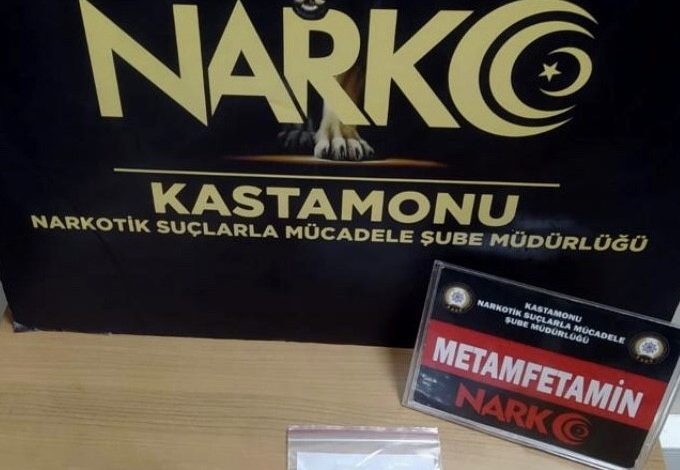 NARKO
KASTAMONU
NARKOTİK SUÇLARLA MÜCADELE ŞUBE MÜDÜRLÜĞÜ
KASTAMONU
NARKOTİK SUÇLARLA MÜCADELE
ŞUBE MÜDÜRLÜĞÜ
METAMFETAMİN
NARKO